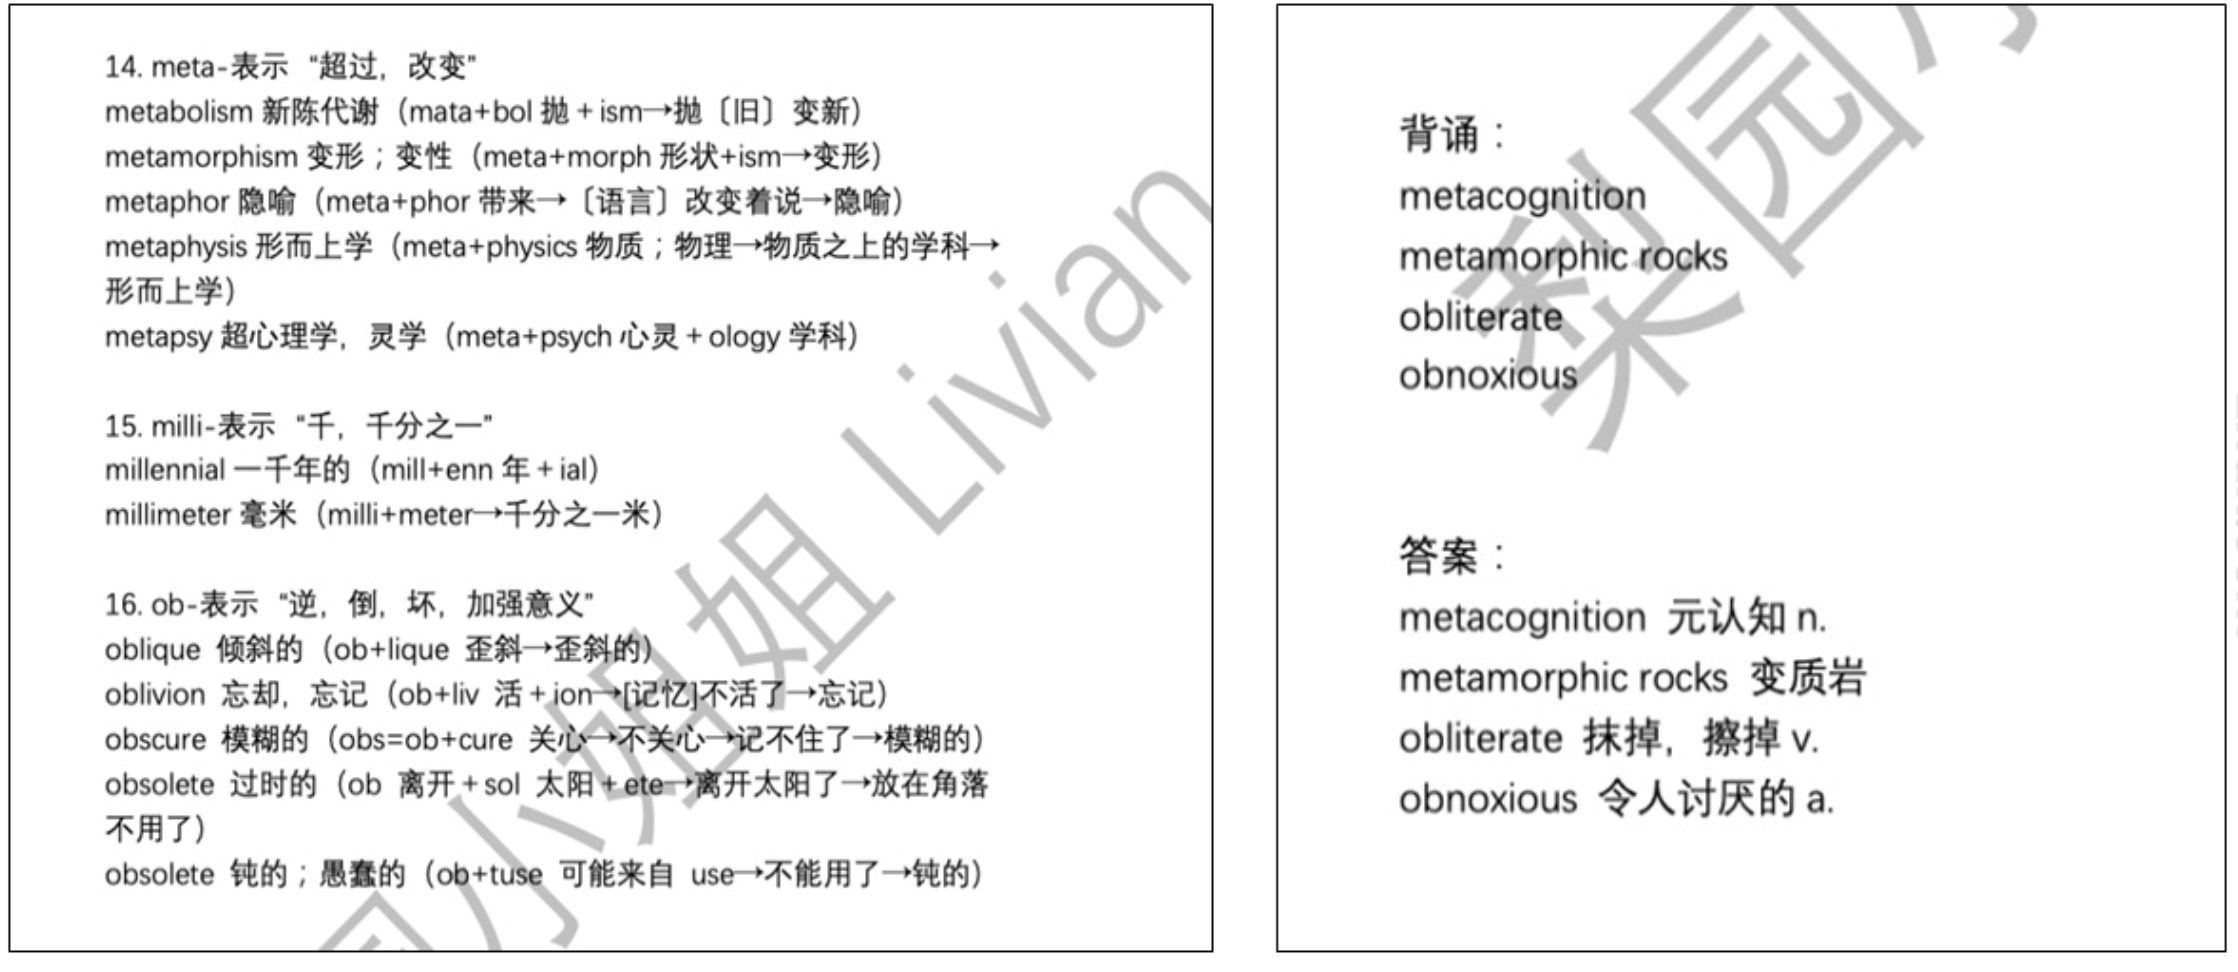 14. meta-表示 “超过，改变”
metabolism 新陈代谢（mata+bol 抛 + ism→抛〔旧〕变新）
metamorphism 变形；变性（meta+morph 形状+ism→变形）
metaphor 隐喻（meta+phor 带来→〔语言〕改变着说→隐喻）
metaphysis 形而上学（meta+physics 物质；物理→物质之上的学科→
形而上学）
metapsy 超心理学，灵学（meta+psych 心灵 + ology 学科）
15. milli-表示 “千，千分之一”
millennial 一千年的（mill+enn 年 + ial）
millimeter 毫米（milli+meter→千分之一米）
16. ob-表示 “逆，倒，坏，加强意义”
oblique 倾斜的（ob+lique 歪斜→歪斜的）
oblivion 忘却，忘记（ob+liv 活 + ion→[记忆]不活了→忘记）
obscure 模糊的（obs=ob+cure 关心→不关心→记不住了→模糊的）
obsolete 过时的（ob 离开 + sol 太阳 + ete→离开太阳了→放在角落
不用了）
obsolete 钝的；愚蠢的（ob+tuse 可能来自 use→不能用了→钝的）
园小姐姐 Livian
背诵：
metacognition
metamorphic rocks
obliterate
obnoxious
答案：
metacognition 元认知 n.
metamorphic rocks 变质岩
obliterate 抹掉，擦掉 v.
obnoxious 令人讨厌的 a.
梨园小